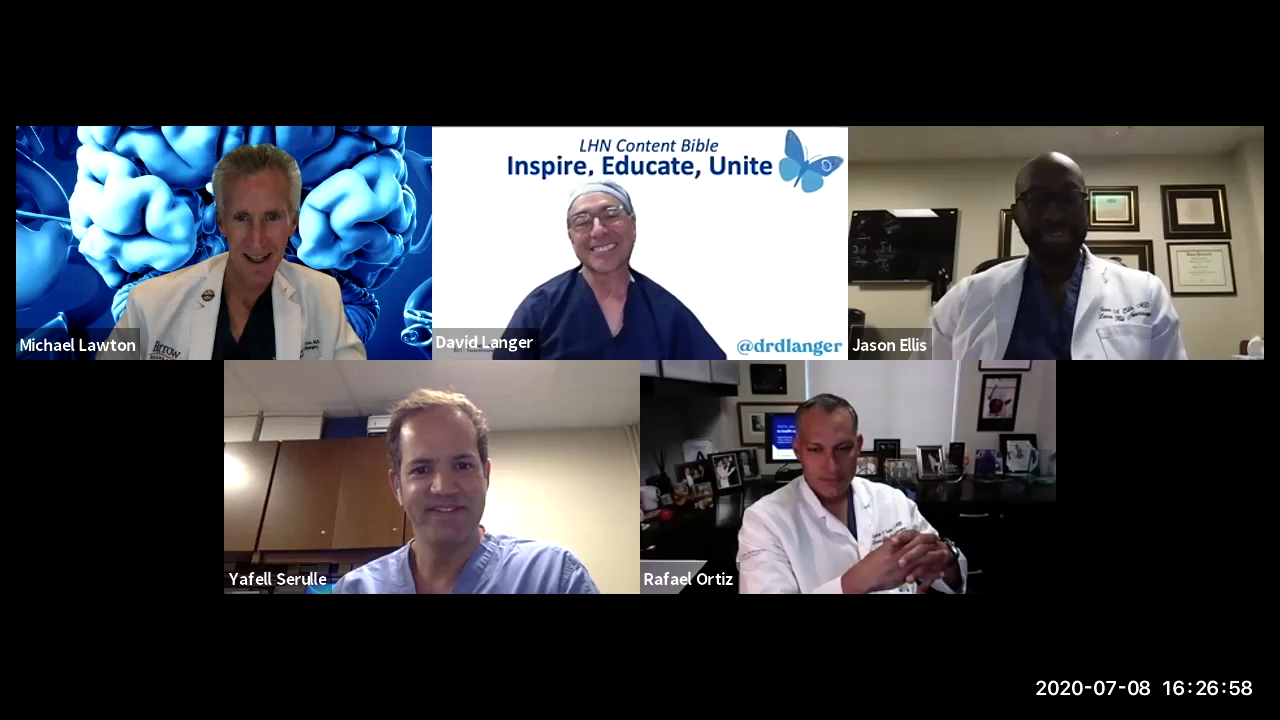 LHN Content Bible
Inspire, Educate, Unite
@drdlanger
Michael Lawton
David Langer
Jason Ellis
Yafell Serulle
Rafael Ortiz
2020-07-08 16:26:58